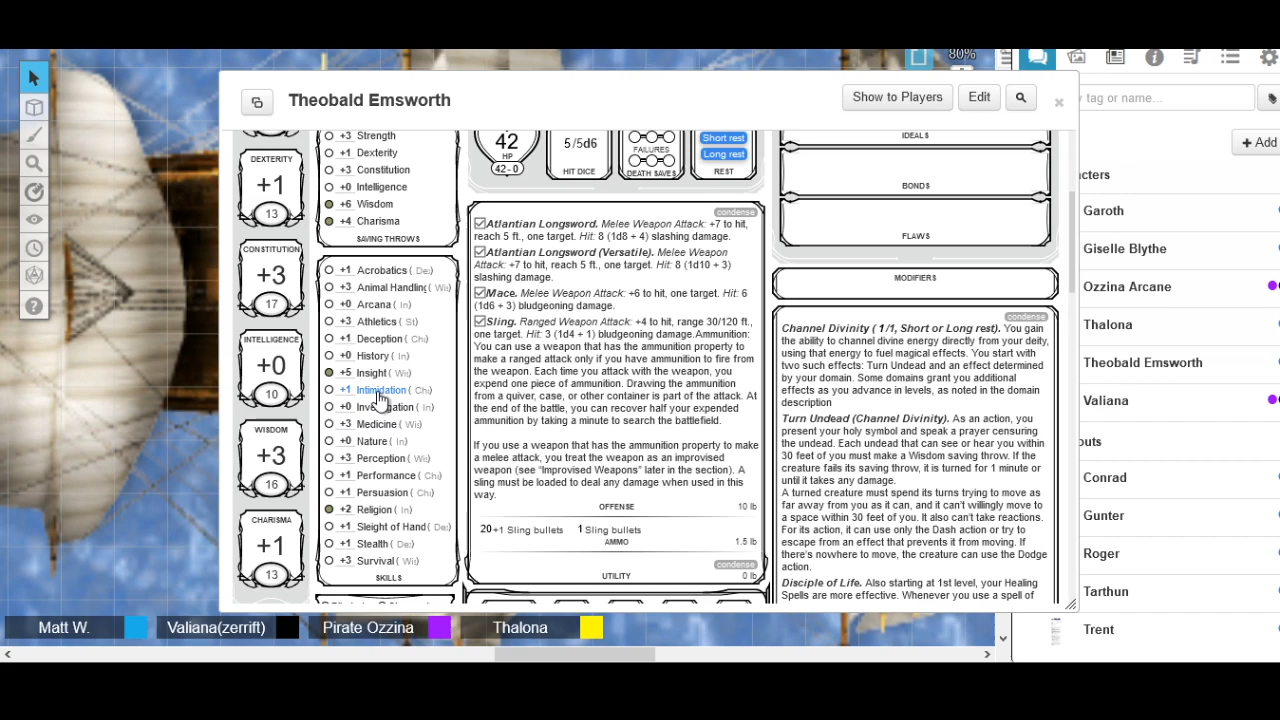 80%
Theobald Emsworth
Show to Players
Edit
y tag or name...
Add
cters
Garoth
Giselle Blythe
Ozzina Arcane
Thalona
Theobald Emsworth
Valiana
outs
Conrad
Gunter
Roger
Tarthun
Trent
DEXTERITY
+1
13
CONSTITUTION
+3
17
INTELLIGENCE
+0
10
WISDOM
+3
16
CHARISMA
+1
13
+3 Strength
+1 Dexterity
+3 Constitution
+0 Intelligence
+6 Wisdom
+4 Charisma
SAVING THROWS
+1 Acrobatics ( De:)
+3 Animal Handling( Wi:)
+0 Arcana ( In)
+3 Athletics ( St)
+1 Deception ( Ch:)
+0 History ( In)
+5 Insight ( Wi:)
+1 Intimidation ( Ch:)
+0 Investigation ( In)
+3 Medicine ( Wi:)
+0 Nature ( In)
+3 Perception ( Wi:)
+1 Performance ( Ch:)
+1 Persuasion ( Ch:)
+2 Religion ( In)
+1 Sleight of Hand( De:)
+1 Stealth ( De:)
+3 Survival ( Wi:)
SKILLS
42
HP
42 - 0
5/5d6
HIT DICE
FAILURES
DEATH SAVES
Short rest
Long rest
REST
condense
Atlantian Longsword. Melee Weapon Attack: +7 to hit,
reach 5 ft., one target. Hit: 8 (1d8 + 4) slashing damage.
Atlantian Longsword (Versatile). Melee Weapon
Attack: +7 to hit, reach 5 ft., one target. Hit: 8 (1d10 + 3)
slashing damage.
Mace. Melee Weapon Attack: +6 to hit, one target. Hit: 6
(1d6 + 3) bludgeoning damage.
Sling. Ranged Weapon Attack: +4 to hit, range 30/120 ft.,
one target. Hit: 3 (1d4 + 1) bludgeoning damage.Ammunition:
You can use a weapon that has the ammunition property to
make a ranged attack only if you have ammunition to fire from
the weapon. Each time you attack with the weapon, you
expend one piece of ammunition. Drawing the ammunition
from a quiver, case, or other container is part of the attack. At
the end of the battle, you can recover half your expended
ammunition by taking a minute to search the battlefield.
If you use a weapon that has the ammunition property to make
a melee attack, you treat the weapon as an improvised
weapon (see "Improvised Weapons" later in the section). A
sling must be loaded to deal any damage when used in this
way.
OFFENSE 10 lb
20+1 Sling bullets 1 Sling bullets
AMMO 1.5 lb
condense
UTILITY 0 lb
IDEALS
BONDS
FLAWS
MODIFIERS
condense
Channel Divinity ( 1/1, Short or Long rest). You gain
the ability to channel divine energy directly from your deity,
using that energy to fuel magical effects. You start with
two such effects: Turn Undead and an effect determined
by your domain. Some domains grant you additional
effects as you advance in levels, as noted in the domain
description
Turn Undead (Channel Divinity). As an action, you
present your holy symbol and speak a prayer censuring
the undead. Each undead that can see or hear you within
30 feet of you must make a Wisdom saving throw. If the
creature fails its saving throw, it is turned for 1 minute or
until it takes any damage.
A turned creature must spend its turns trying to move as
far away from you as it can, and it can't willingly move to
a space within 30 feet of you. It also can't take reactions.
For its action, it can use only the Dash action or try to
escape from an effect that prevents it from moving. If
there's nowhere to move, the creature can use the Dodge
action.
Disciple of Life. Also starting at 1st level, your Healing
Spells are more effective. Whenever you use a spell of
Matt W.
Valiana(zerrift)
Pirate Ozzina
Thalona